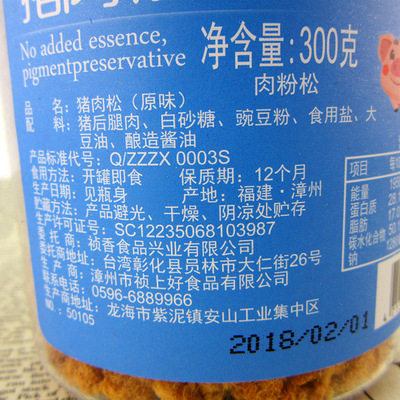 No added essence,
pigmentpreservative
净含量:300克
肉粉松
品名:猪肉松（原味）
配料:猪后腿肉、白砂糖、豌豆粉、食用盐、大
豆油、酿造酱油
产品标准代号:Q/ZZZX 0003S
食用方法:开罐即食 保质期:12个月
生产日期:见瓶身 产地:福建·漳州
贮藏方法:产品避光、干燥、阴凉处贮存
生产许可证号:SC12235068103987
委托商:祯香食品兴业有限公司
地址:台湾彰化县员林市大仁街26号
生产商:漳州市祯上好食品有限公司
电话:0596-6889966
生产商地址:龙海市紫泥镇安山工业集中区
50105
项目
能量
蛋白质
脂肪
碳水化合物
钠
2018/02/01